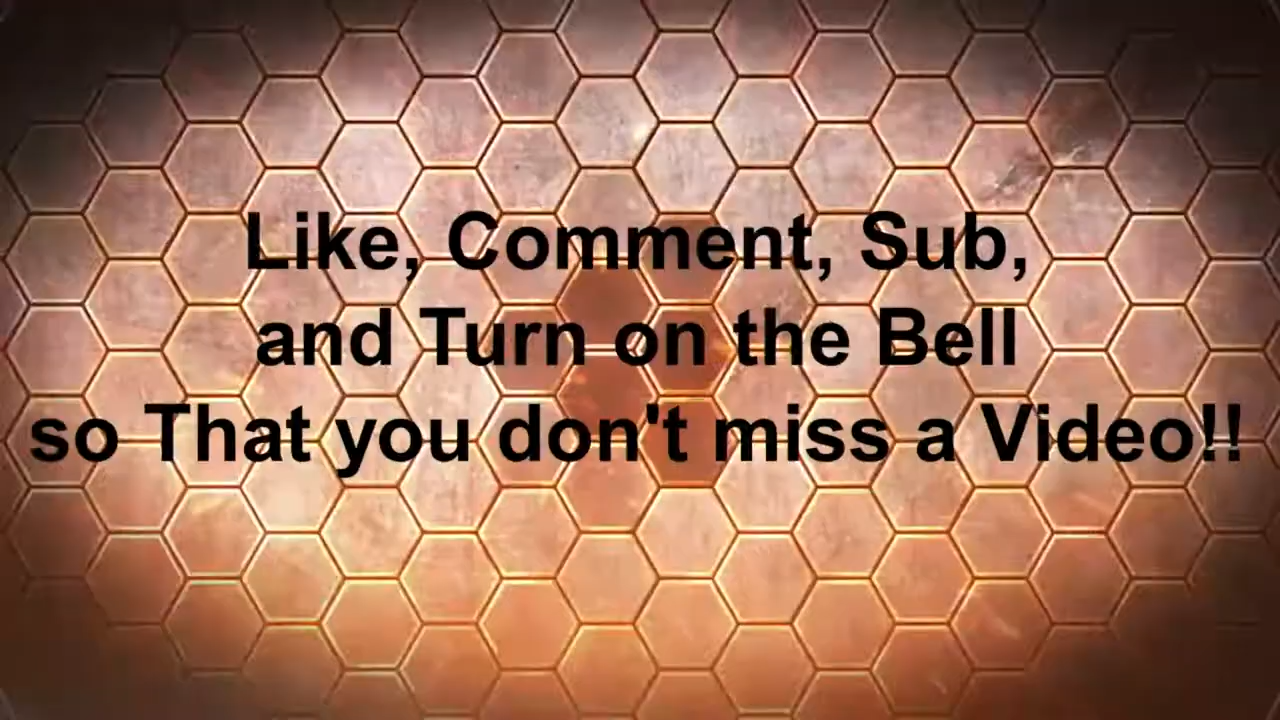 Like, Comment, Sub,
and Turn on the Bell
so That you don't miss a Video!!